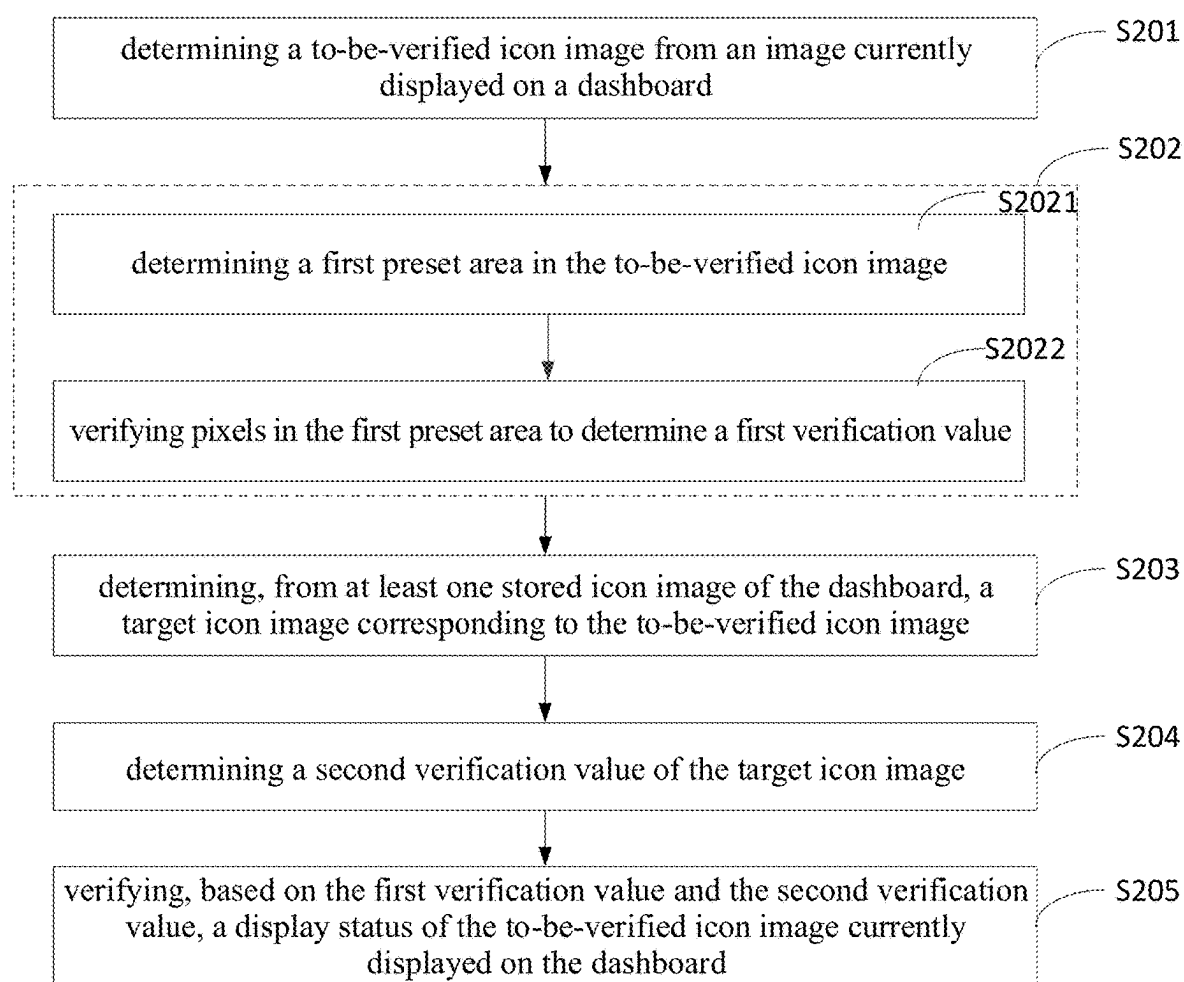 S201
determining a to-be-verified icon image from an image currently
displayed on a dashboard
S202
S2021
determining a first preset area in the to-be-verified icon image
S2022
verifying pixels in the first preset area to determine a first verification value
S203
determining, from at least one stored icon image of the dashboard, a
target icon image corresponding to the to-be-verified icon image
S204
determining a second verification value of the target icon image
S205
verifying, based on the first verification value and the second verification
value, a display status of the to-be-verified icon image currently
displayed on the dashboard